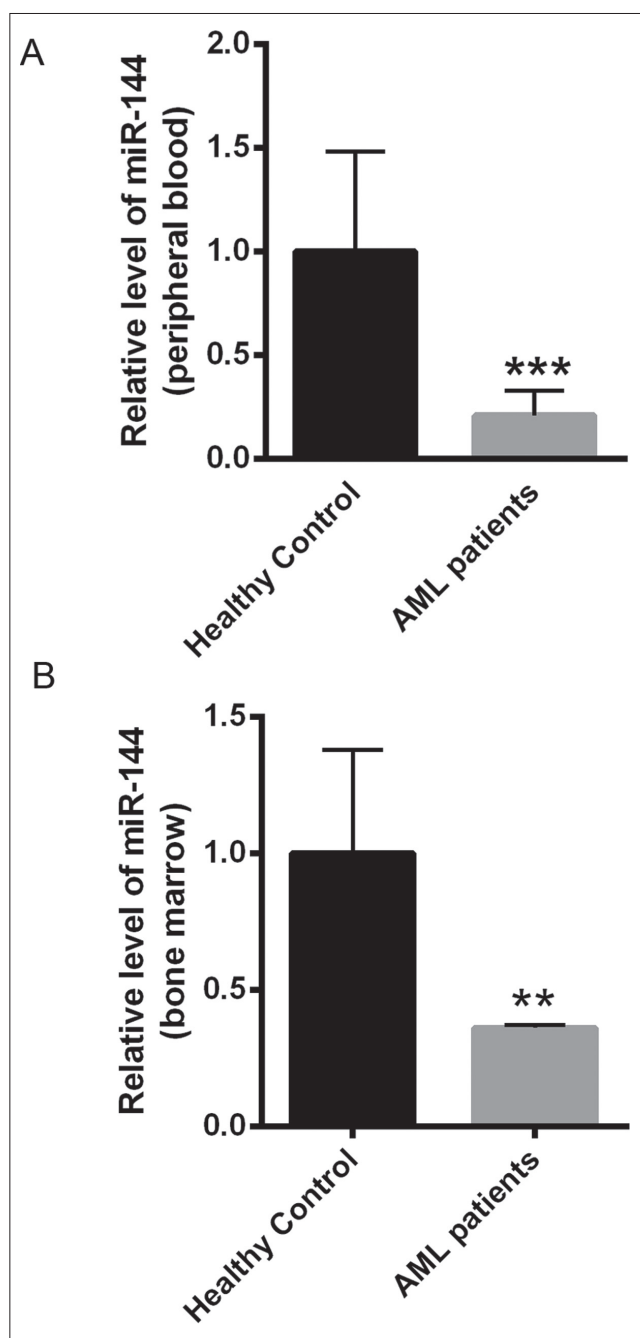 A
Relative level of miR-144
(peripheral blood)
2.0
1.5
1.0
0.5
0.0
***
Healthy Control
AML patients
B
Relative level of miR-144
(bone marrow)
1.5
1.0
0.5
0.0
**
Healthy Control
AML patients